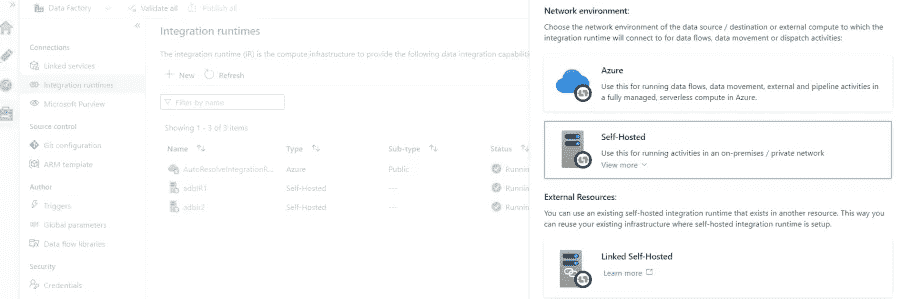 Data Factory
Validate all
Publish all
Connections
Linked services
Integration runtimes
Microsoft Purview
Source control
Git configuration
ARM template
Author
Triggers
Global parameters
Data flow libraries
Security
Credentials
Integration runtimes
The integration runtime (IR) is the compute infrastructure to provide the following data integration capabilit
New
Refresh
Filter by name
Showing 1 - 3 of 3 items
Name Type Sub-type Status
AutoResolveIntegrationR... Azure Public Running
Self-Hosted --- Running
Self-Hosted --- Running
Network environment:
Choose the network environment of the data source / destination or external compute to which the
integration runtime will connect to for data flows, data movement or dispatch activities:
Azure
Use this for running data flows, data movement, external and pipeline activities in
a fully managed, serverless compute in Azure.
Self-Hosted
Use this for running activities in an on-premises / private network
View more
External Resources:
You can use an existing self-hosted integration runtime that exists in another resource. This way you
can reuse your existing infrastructure where self-hosted integration runtime is setup.
Linked Self-Hosted
Learn more